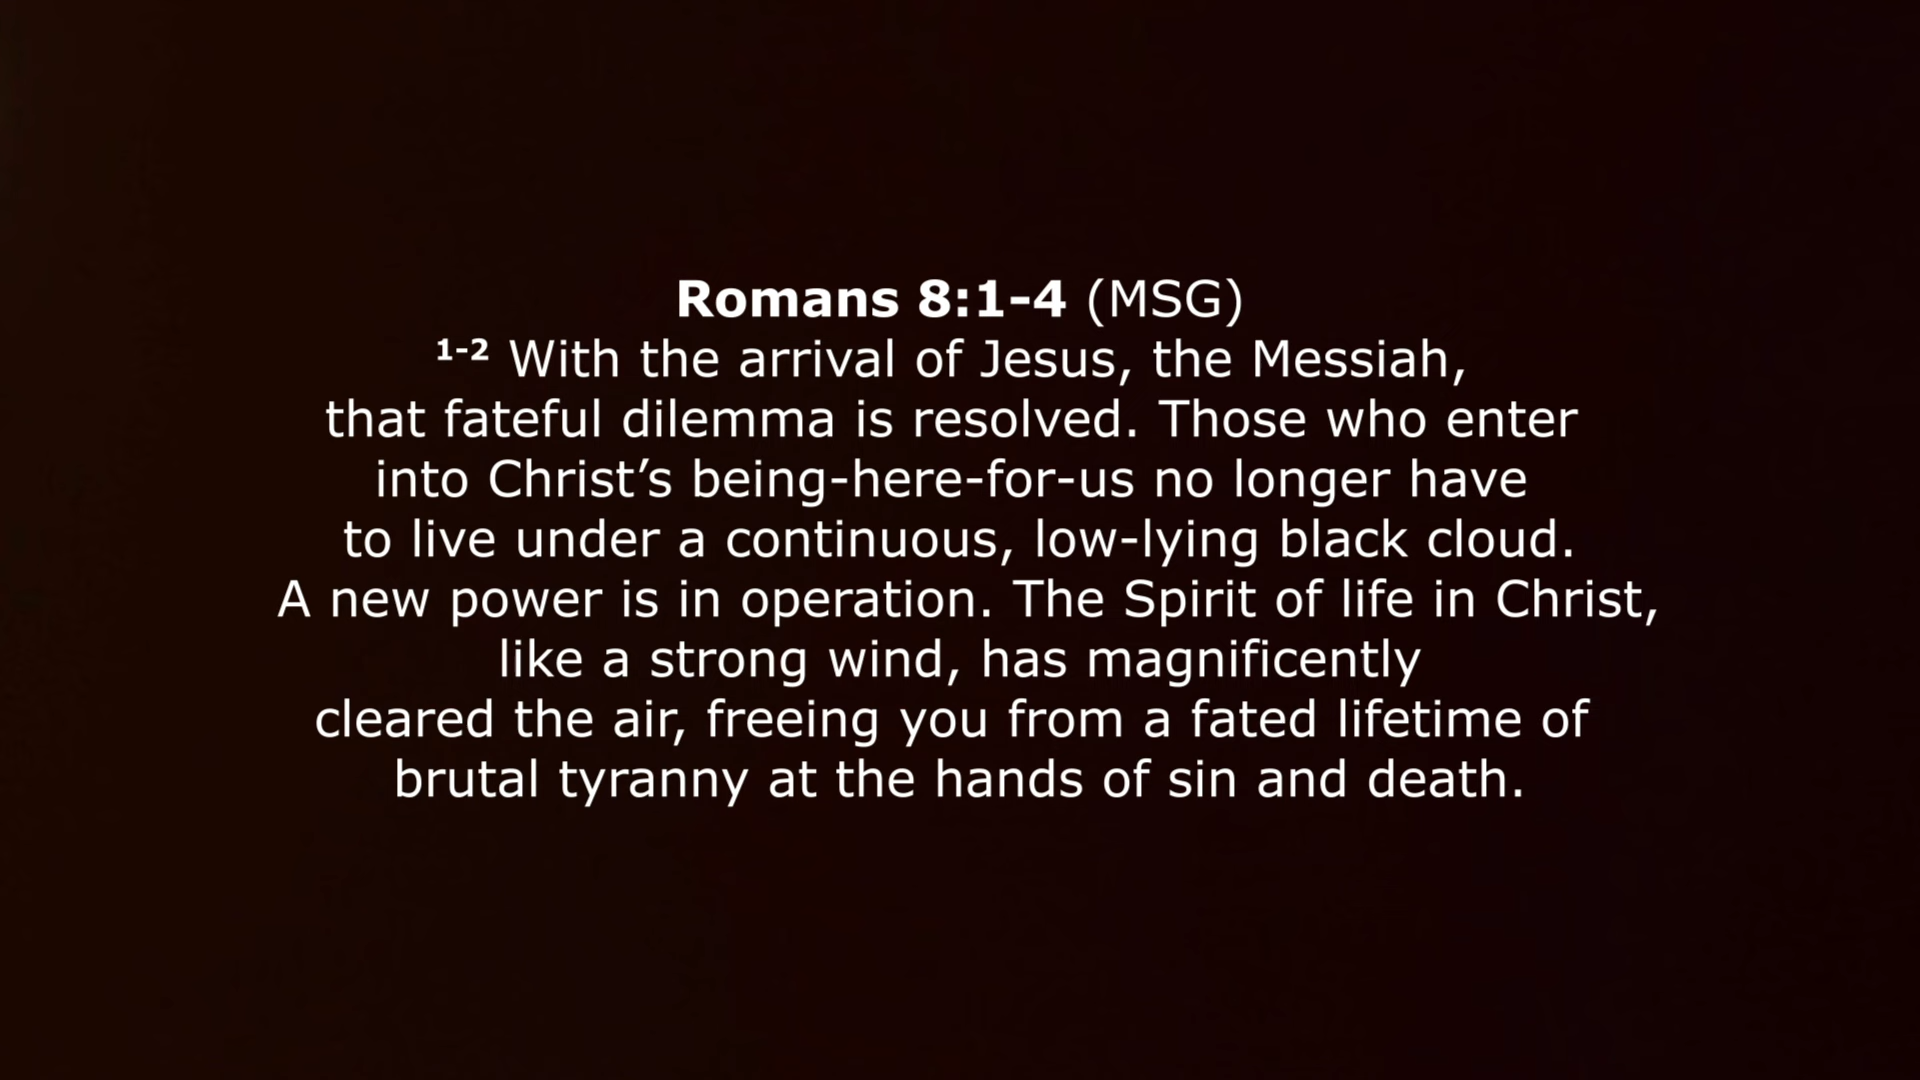 Romans 8:1-4 (MSG)
1-2 With the arrival of Jesus, the Messiah,
that fateful dilemma is resolved. Those who enter
into Christ’s being-here-for-us no longer have
to live under a continuous, low-lying black cloud.
A new power is in operation. The Spirit of life in Christ,
like a strong wind, has magnificently
cleared the air, freeing you from a fated lifetime of
brutal tyranny at the hands of sin and death.